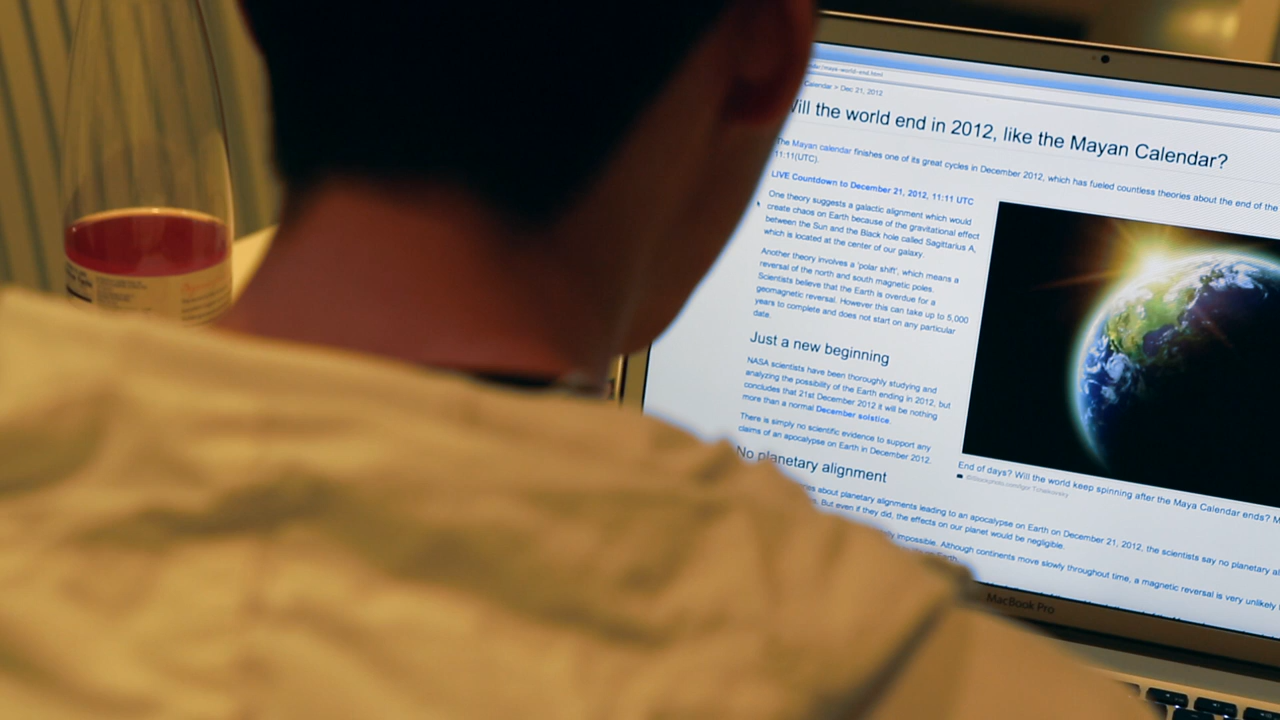 maya-world-end.html
Calendar > Dec 21, 2012
Will the world end in 2012, like the Mayan Calendar?
The Mayan calendar finishes one of its great cycles in December 2012, which has fueled countless theories about the end of the
11:11(UTC).
LIVE Countdown to December 21, 2012, 11:11 UTC
One theory suggests a galactic alignment which would
create chaos on Earth because of the gravitational effect
between the Sun and the Black hole called Sagittarius A,
which is located at the center of our galaxy.
Another theory involves a 'polar shift', which means a
reversal of the north and south magnetic poles.
Scientists believe that the Earth is overdue for a
geomagnetic reversal. However this can take up to 5,000
years to complete and does not start on any particular
date.
Just a new beginning
NASA scientists have been thoroughly studying and
analyzing the possibility of the Earth ending in 2012, but
concludes that 21st December 2012 it will be nothing
more than a normal December solstice.
There is simply no scientific evidence to support any
claims of an apocalypse on Earth in December 2012.
End of days? Will the world keep spinning after the Maya Calendar ends? M
No planetary alignment
about planetary alignments leading to an apocalypse on Earth on December 21, 2012, the scientists say no planetary al
But even if they did, the effects on our planet would be negligible.
impossible. Although continents move slowly throughout time, a magnetic reversal is very unlikely
Earth.
MacBook Pro